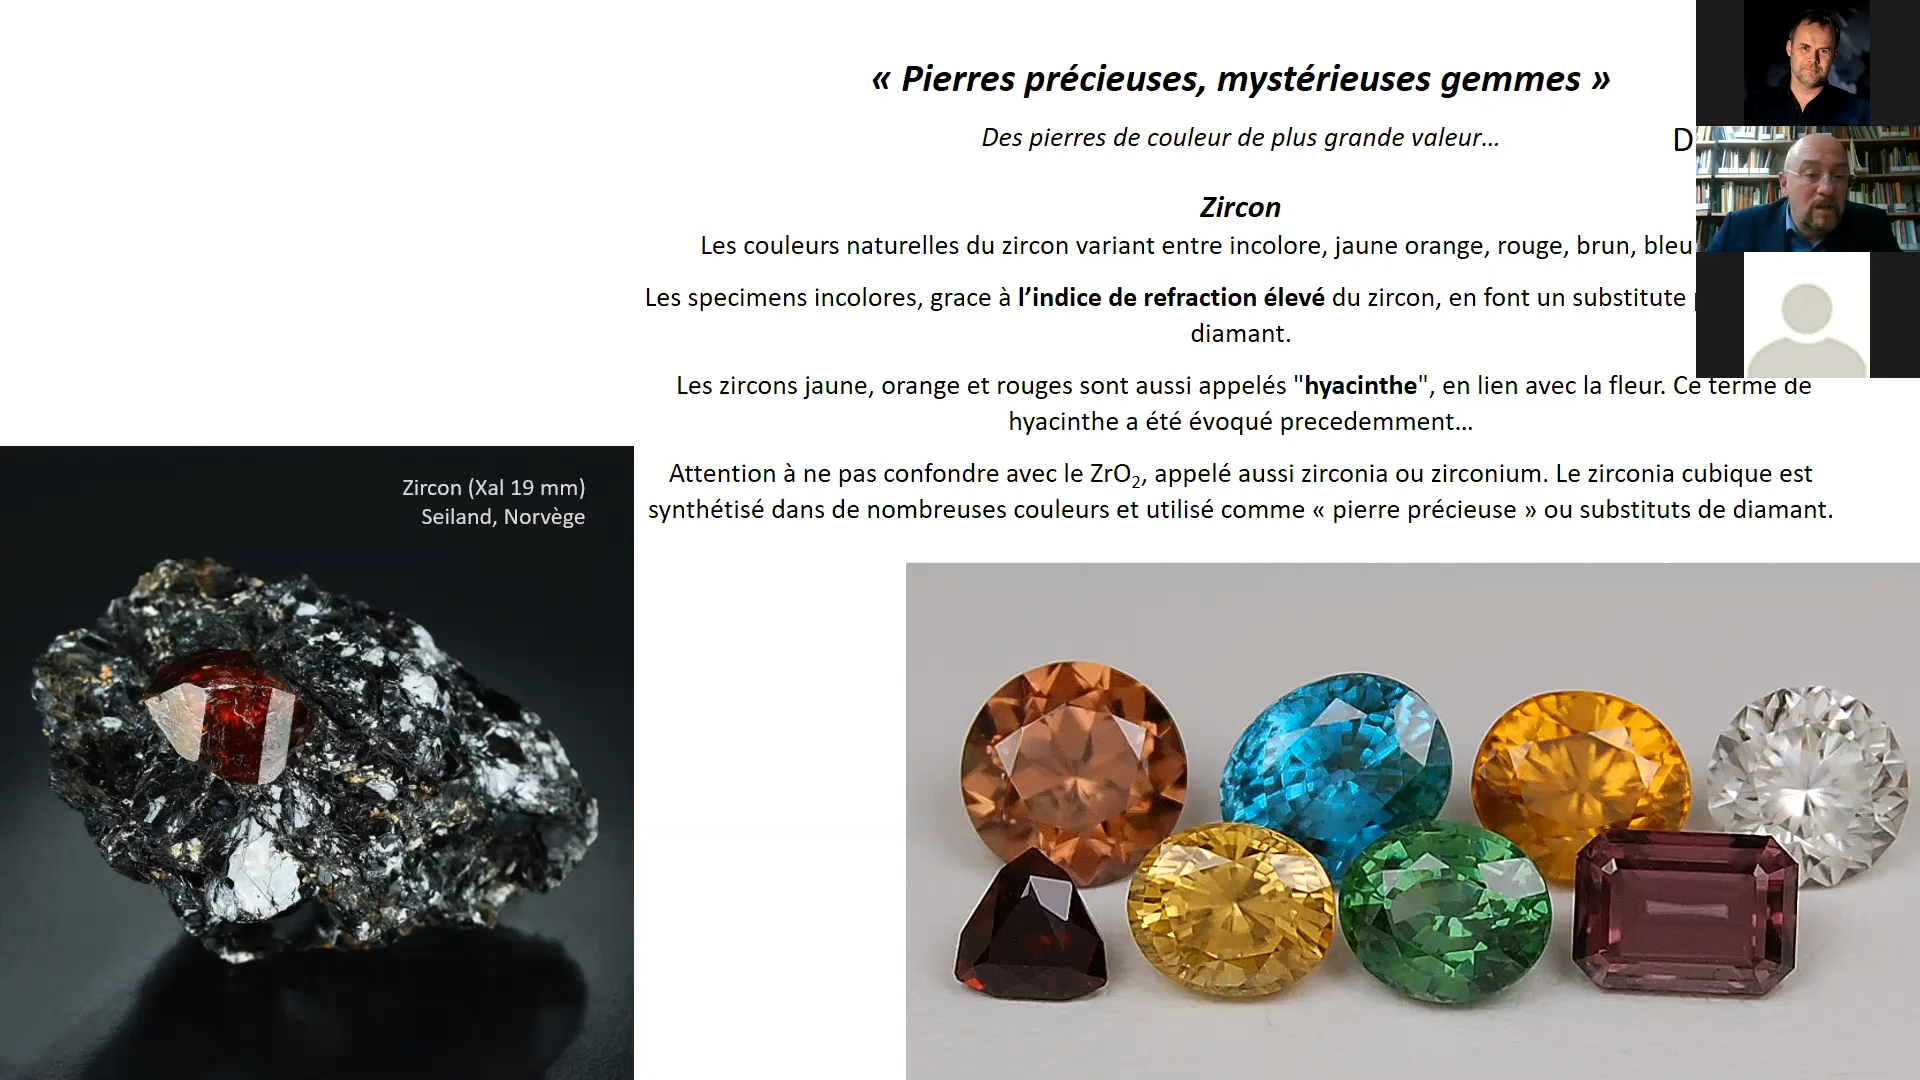 « Pierres précieuses, mystérieuses gemmes »
Des pierres de couleur de plus grande valeur...
D
Zircon
Les couleurs naturelles du zircon variant entre incolore, jaune orange, rouge, brun, bleu
Les specimens incolores, grace à l’indice de refraction élevé du zircon, en font un substitute
diamant.
Les zircons jaune, orange et rouges sont aussi appelés "hyacinthe", en lien avec la fleur. Ce terme de
hyacinthe a été évoqué precedemment...
Attention à ne pas confondre avec le ZrO₂, appelé aussi zirconia ou zirconium. Le zirconia cubique est
synthétisé dans de nombreuses couleurs et utilisé comme « pierre précieuse » ou substituts de diamant.
Zircon (Xal 19 mm)
Seiland, Norvège